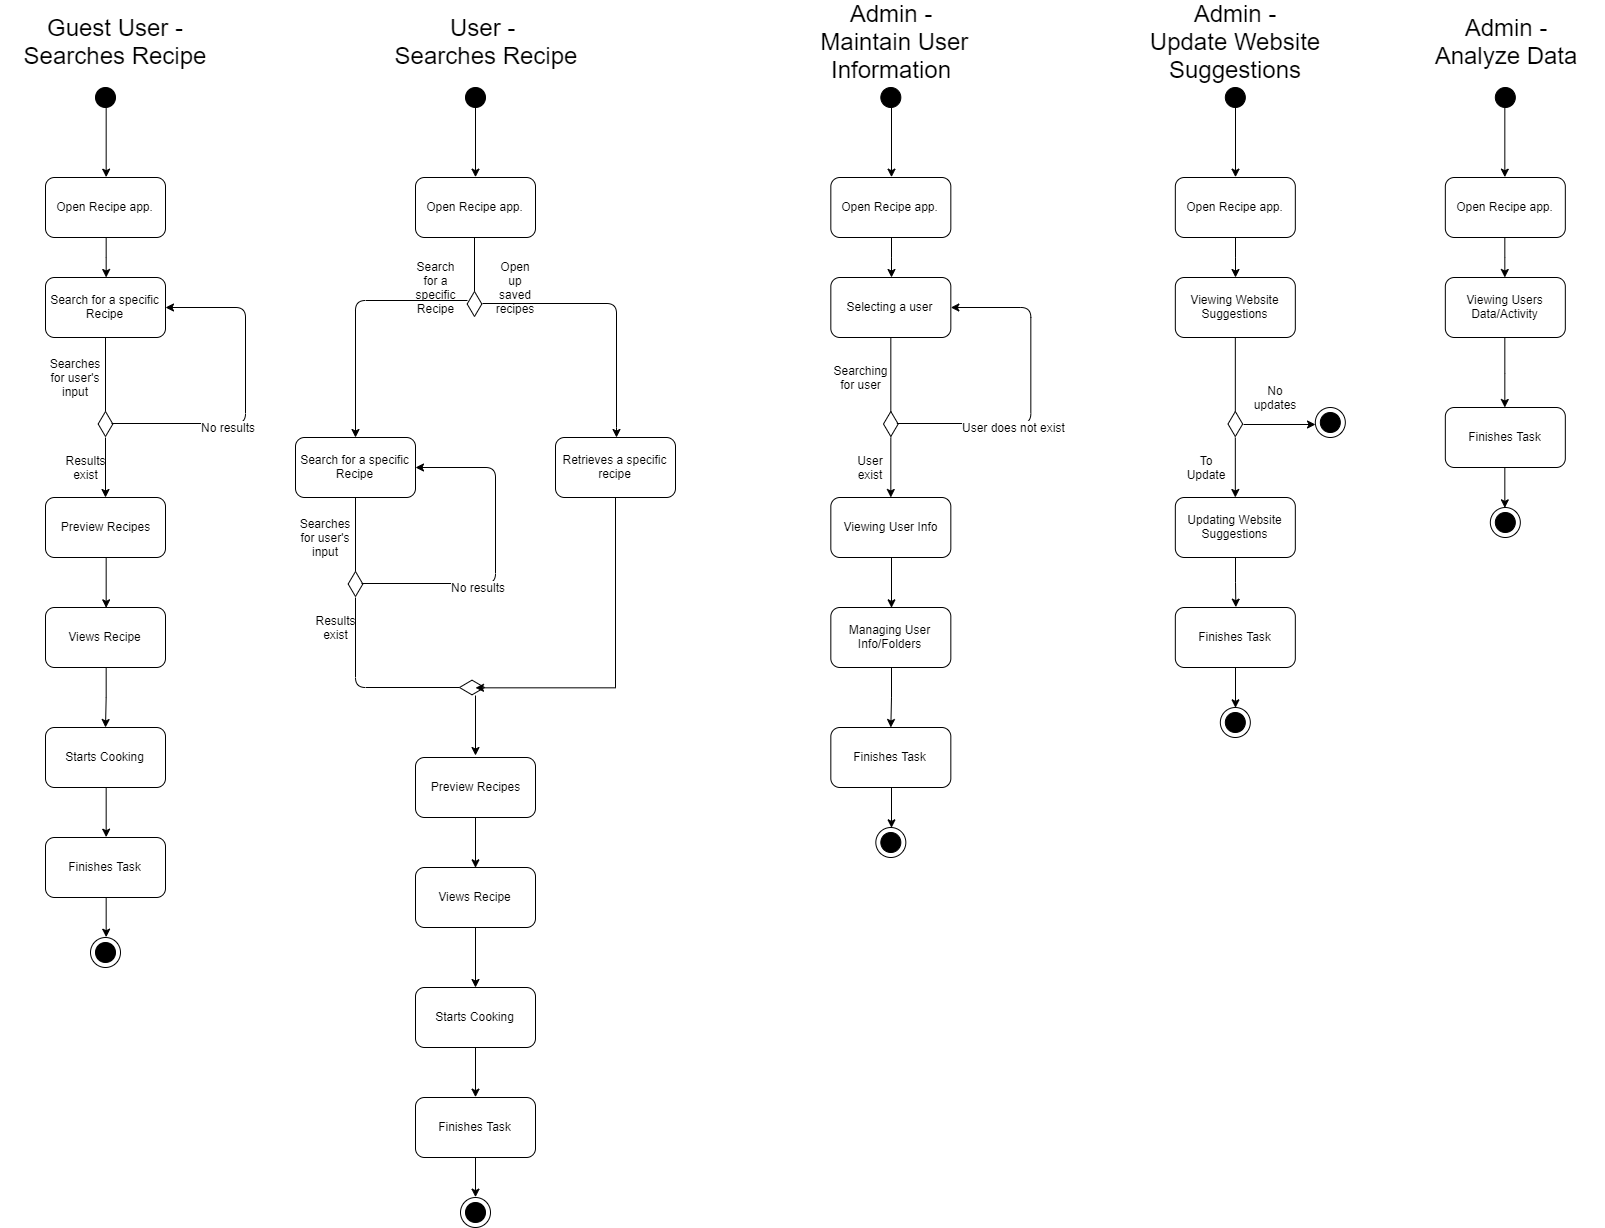 Guest User -
Searches Recipe
Open Recipe app.
Search for a specific
Recipe
Searches
for user's
input
No results
Results
exist
Preview Recipes
Views Recipe
Starts Cooking
Finishes Task
User -
Searches Recipe
Open Recipe app.
Search
for a
specific
Recipe
Open
up
saved
recipes
Search for a specific
Recipe
Retrieves a specific
recipe
Searches
for user's
input
No results
Results
exist
Preview Recipes
Views Recipe
Starts Cooking
Finishes Task
Admin -
Maintain User
Information
Open Recipe app.
Selecting a user
Searching
for user
User does not exist
User
exist
Viewing User Info
Managing User
Info/Folders
Finishes Task
Admin -
Update Website
Suggestions
Open Recipe app.
Viewing Website
Suggestions
No
updates
To
Update
Updating Website
Suggestions
Finishes Task
Admin -
Analyze Data
Open Recipe app.
Viewing Users
Data/Activity
Finishes Task